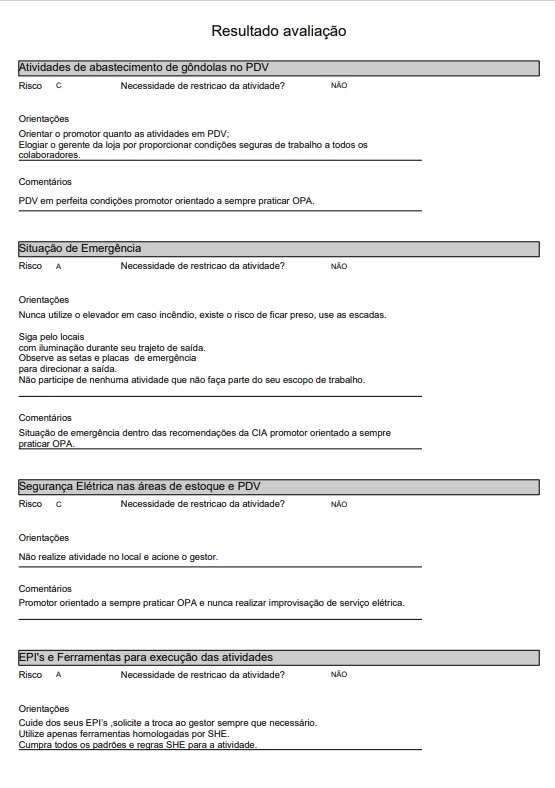 Resultado avaliação
Atividades de abastecimento de gôndolas no PDV
Risco C Necessidade de restricao da atividade? NÃO
Orientações
Orientar o promotor quanto as atividades em PDV;
Elogiar o gerente da loja por proporcionar condições seguras de trabalho a todos os
colaboradores.
Comentários
PDV em perfeita condições promotor orientado a sempre praticar OPA.
Situação de Emergência
Risco A Necessidade de restricao da atividade? NÃO
Orientações
Nunca utilize o elevador em caso incêndio, existe o risco de ficar preso, use as escadas.
Siga pelo locais
com iluminação durante seu trajeto de saída.
Observe as setas e placas de emergência
para direcionar a saída.
Não participe de nenhuma atividade que não faça parte do seu escopo de trabalho.
Comentários
Situação de emergência dentro das recomendações da CIA promotor orientado a sempre
praticar OPA.
Segurança Elétrica nas áreas de estoque e PDV
Risco C Necessidade de restricao da atividade? NÃO
Orientações
Não realize atividade no local e acione o gestor.
Comentários
Promotor orientado a sempre praticar OPA e nunca realizar improvisação de serviço elétrica.
EPI's e Ferramentas para execução das atividades
Risco A Necessidade de restricao da atividade? NÃO
Orientações
Cuide dos seus EPI's ,solicite a troca ao gestor sempre que necessário.
Utilize apenas ferramentas homologadas por SHE.
Cumpra todos os padrões e regras SHE para a atividade.